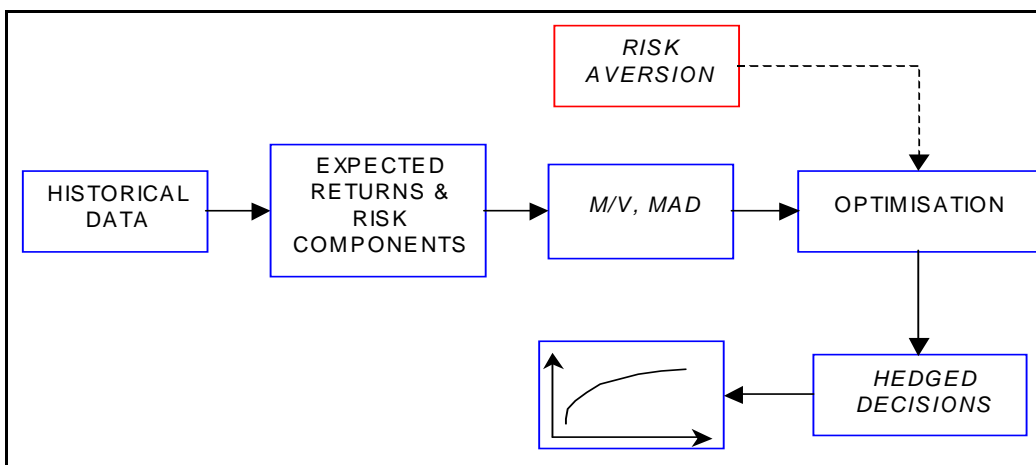 RISK
AVERSION
HISTORICAL
DATA
EXPECTED
RETURNS &
RISK
COMPONENTS
M/V, MAD
OPTIMISATION
HEDGED
DECISIONS